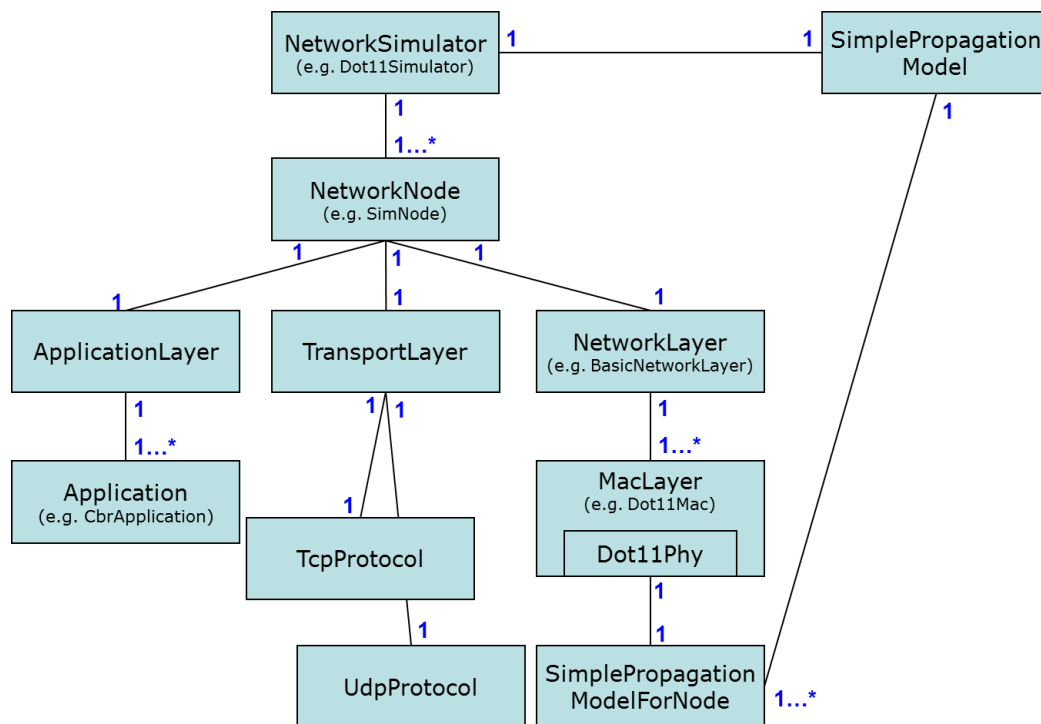 NetworkSimulator
(e.g. Dot11Simulator)
1
1
SimplePropagation
Model
1
1
1...*
NetworkNode
(e.g. SimNode)
1
1
1
1
1
1
ApplicationLayer
TransportLayer
NetworkLayer
(e.g. BasicNetworkLayer)
1
1
1
1
1...*
1...*
Application
(e.g. CbrApplication)
MacLayer
(e.g. Dot11Mac)
1
TcpProtocol
Dot11Phy
1
1
1
UdpProtocol
SimplePropagation
ModelForNode
1...*